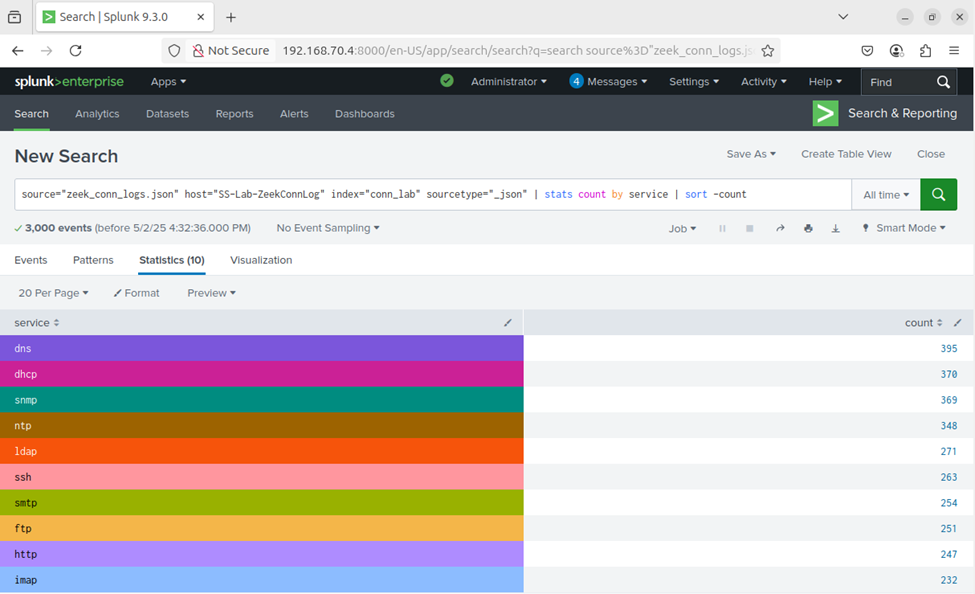 Search | Splunk 9.3.0
Not Secure 192.168.70.4:8000/en-US/app/search/search?q=search source%3D"zeek_conn_logs.js
splunk>enterprise Apps Administrator 4 Messages Settings Activity Help Find
Search Analytics Datasets Reports Alerts Dashboards Search & Reporting
New Search Save As Create Table View Close
source="zeek_conn_logs.json" host="SS-Lab-ZeekConnLog" index="conn_lab" sourcetype="_json" | stats count by service | sort -count All time
3,000 events (before 5/2/25 4:32:36.000 PM) No Event Sampling Job Smart Mode
Events Patterns Statistics (10) Visualization
20 Per Page Format Preview
service count
dns 395
dhcp 370
snmp 369
ntp 348
ldap 271
ssh 263
smtp 254
ftp 251
http 247
imap 232